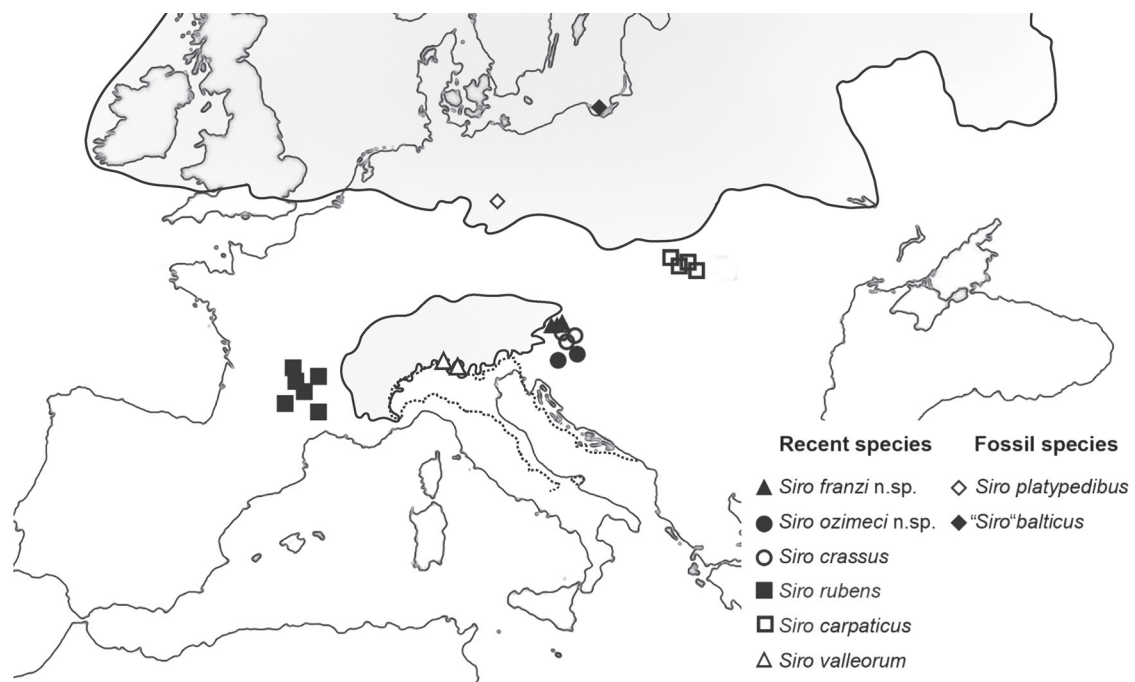 Recent species
Siro franzi n.sp.
Siro ozimeci n.sp.
Siro crassus
Siro rubens
Siro carpaticus
Siro valleorum
Fossil species
Siro platypedibus
“Siro“balticus